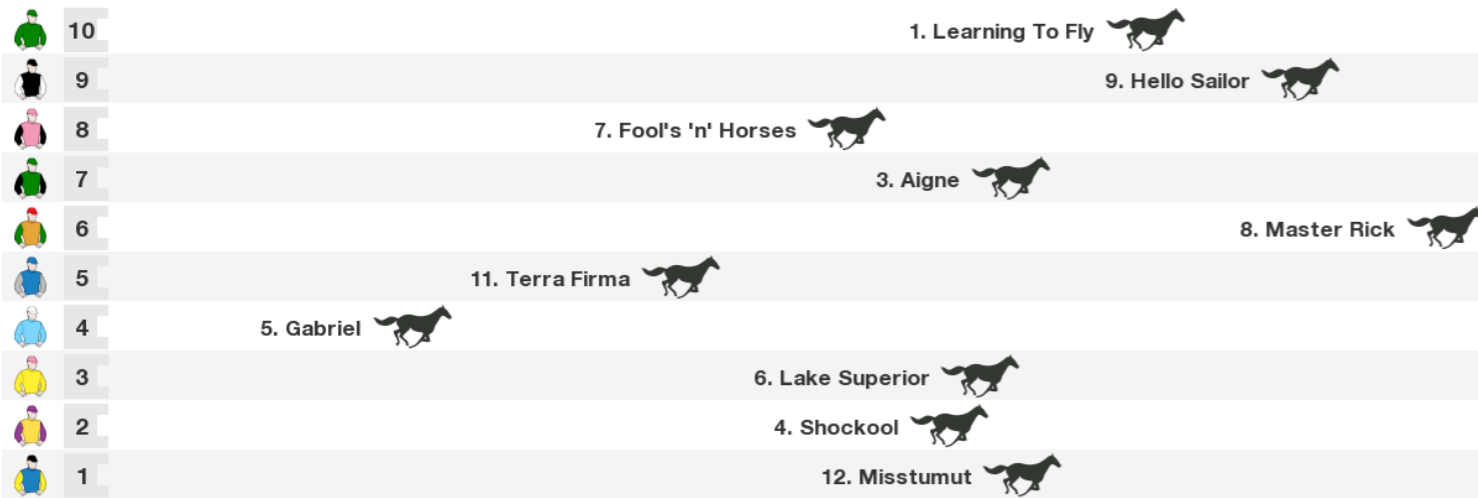 10 1. Learning To Fly
9 9. Hello Sailor
8 7. Fool's 'n' Horses
7 3. Aigne
6 8. Master Rick
5 11. Terra Firma
4 5. Gabriel
3 6. Lake Superior
2 4. Shockool
1 12. Misstumut